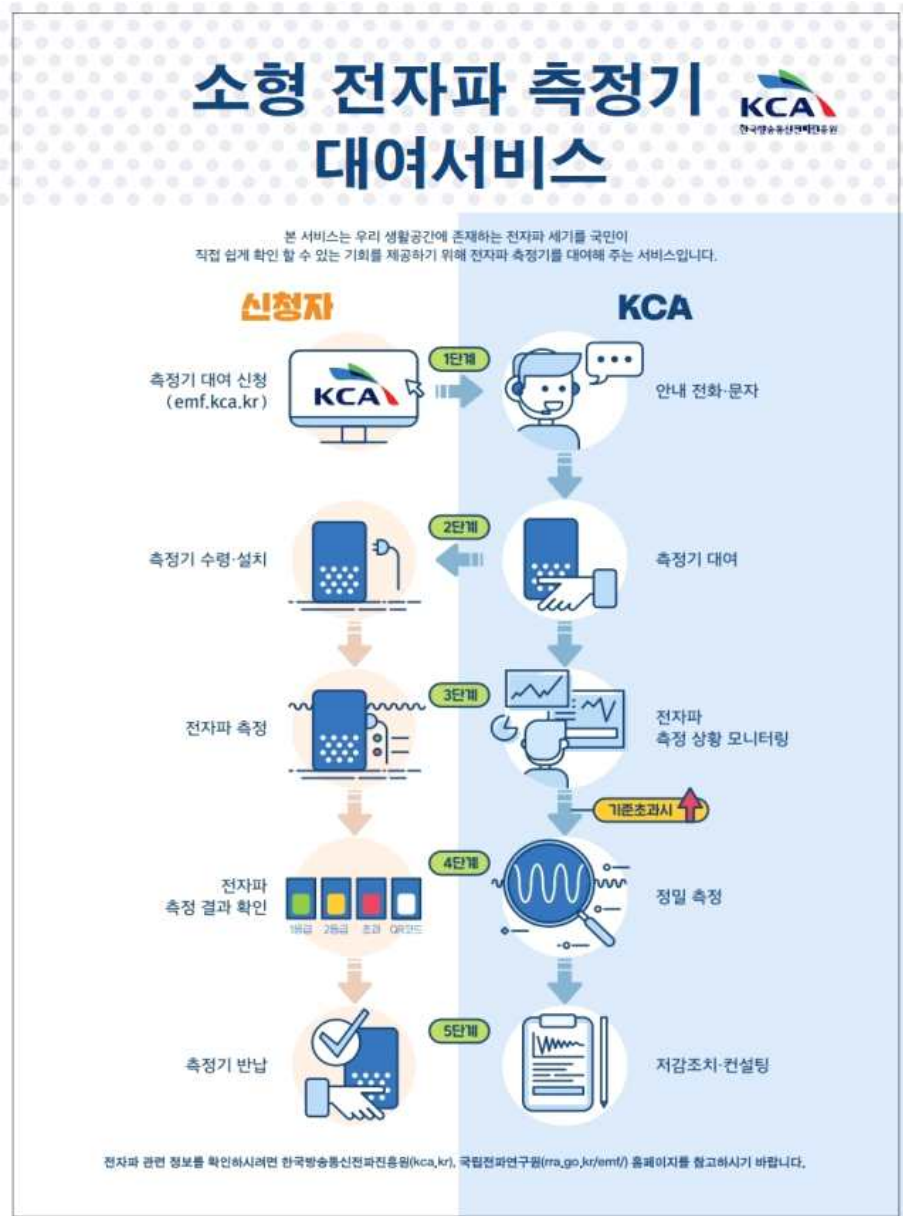 소형 전자파 측정기
대여서비스
KCA
한국방송통신전파진흥원
본 서비스는 우리 생활공간에 존재하는 전자파 세기를 국민이
직접 쉽게 확인 할 수 있는 기회를 제공하기 위해 전자파 측정기를 대여해 주는 서비스입니다.
신청자
KCA
측정기 대여 신청
(emf.kca.kr)
KCA
1단계
안내 전화·문자
측정기 수령·설치
2단계
측정기 대여
전자파 측정
3단계
전자파
측정 상황 모니터링
기준초과시
전자파
측정 결과 확인
1등급 2등급 초과 QR코드
4단계
정밀 측정
측정기 반납
5단계
저감조치·컨설팅
전자파 관련 정보를 확인하시려면 한국방송통신전파진흥원(kca.kr), 국립전파연구원(rra.go.kr/emf/) 홈페이지를 참고하시기 바랍니다.